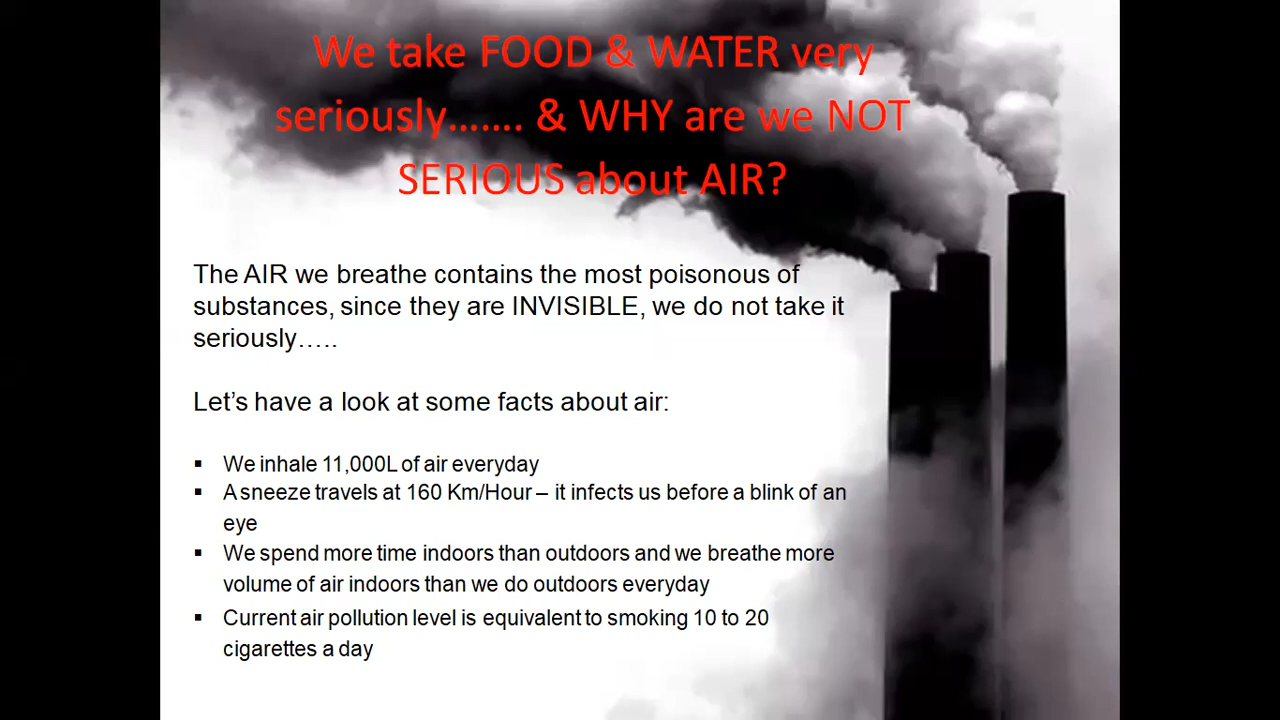 We take FOOD & WATER very
seriously……. & WHY are we NOT
SERIOUS about AIR?
The AIR we breathe contains the most poisonous of
substances, since they are INVISIBLE, we do not take it
seriously…..
Let’s have a look at some facts about air:
▪ We inhale 11,000L of air everyday
▪ A sneeze travels at 160 Km/Hour – it infects us before a blink of an
eye
▪ We spend more time indoors than outdoors and we breathe more
volume of air indoors than we do outdoors everyday
▪ Current air pollution level is equivalent to smoking 10 to 20
cigarettes a day